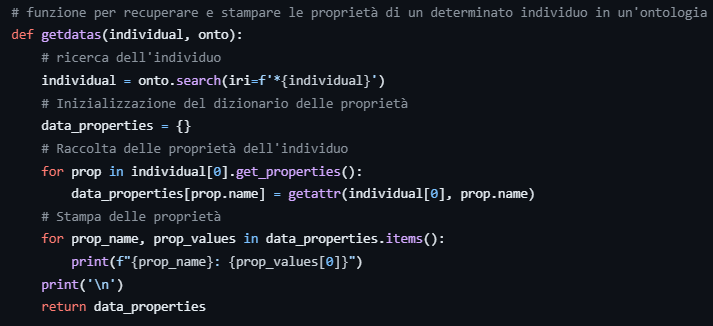 # funzione per recuperare e stampare le proprietà di un determinato individuo in un'ontologia
def getdatas(individual, onto):
    # ricerca dell'individuo
    individual = onto.search(iri=f'*{individual}')
    # Inizializzazione del dizionario delle proprietà
    data_properties = {}
    # Raccolta delle proprietà dell'individuo
    for prop in individual[0].get_properties():
        data_properties[prop.name] = getattr(individual[0], prop.name)
    # Stampa delle proprietà
    for prop_name, prop_values in data_properties.items():
        print(f"{prop_name}: {prop_values[0]}")
    print('\n')
    return data_properties